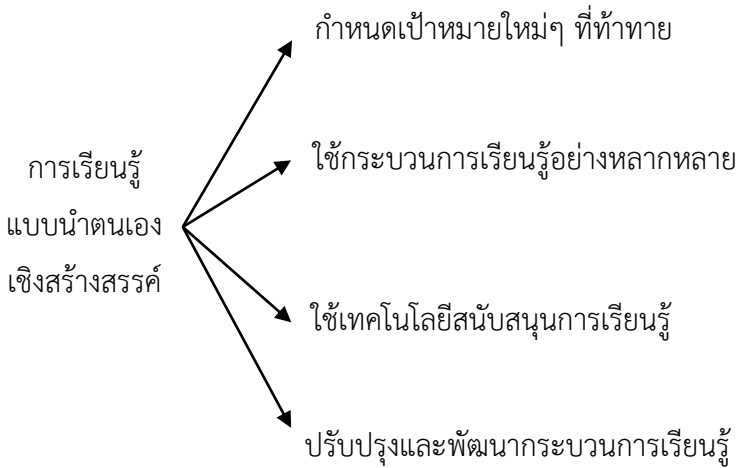 กำหนดเป้าหมายใหม่ๆ ที่ท้าทาย
ใช้กระบวนการเรียนรู้อย่างหลากหลาย
การเรียนรู้
แบบนำตนเอง
เชิงสร้างสรรค์
ใช้เทคโนโลยีสนับสนุนการเรียนรู้
ปรับปรุงและพัฒนากระบวนการเรียนรู้